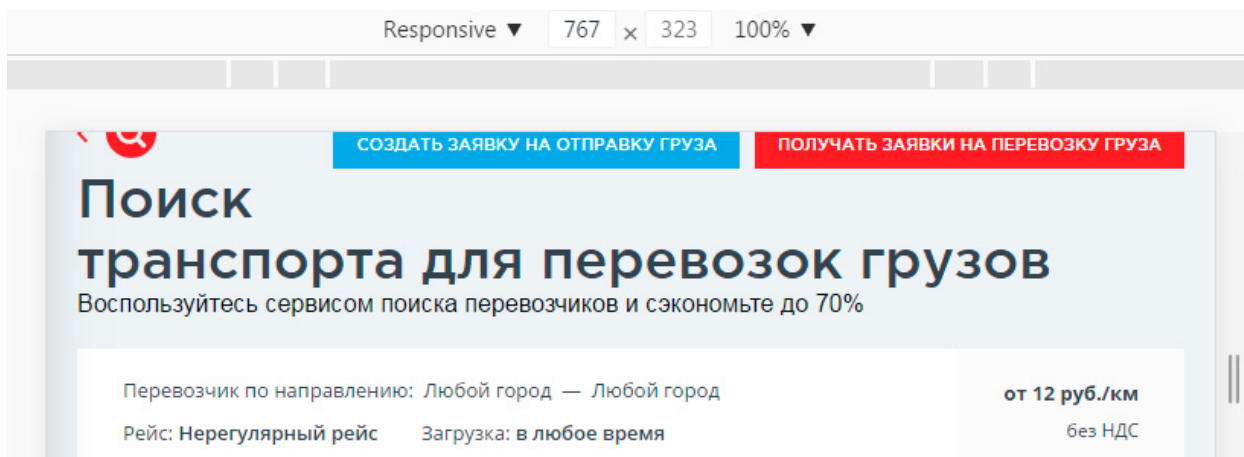 Responsive ▼ 767 × 323 100% ▼
СОЗДАТЬ ЗАЯВКУ НА ОТПРАВКУ ГРУЗА ПОЛУЧАТЬ ЗАЯВКИ НА ПЕРЕВОЗКУ ГРУЗА
Поиск
транспорта для перевозок грузов
Воспользуйтесь сервисом поиска перевозчиков и сэкономьте до 70%
Перевозчик по направлению: Любой город — Любой город от 12 руб./км
Рейс: Нерегулярный рейс Загрузка: в любое время без НДС